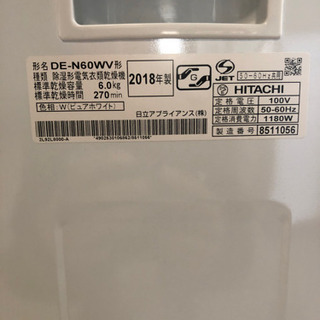 形名 DE-N60WV形
種類 除湿形電気衣類乾燥機
標準乾燥容量 6.0kg
標準乾燥時間 270min
2018年製
G
S JET
50-60Hz共用
HITACHI
定格電圧 100V
定格周波数 50-60Hz
定格消費電力 1180W
製造番号 8511056
色相:W(ピュアホワイト)
日立アプライアンス(株)